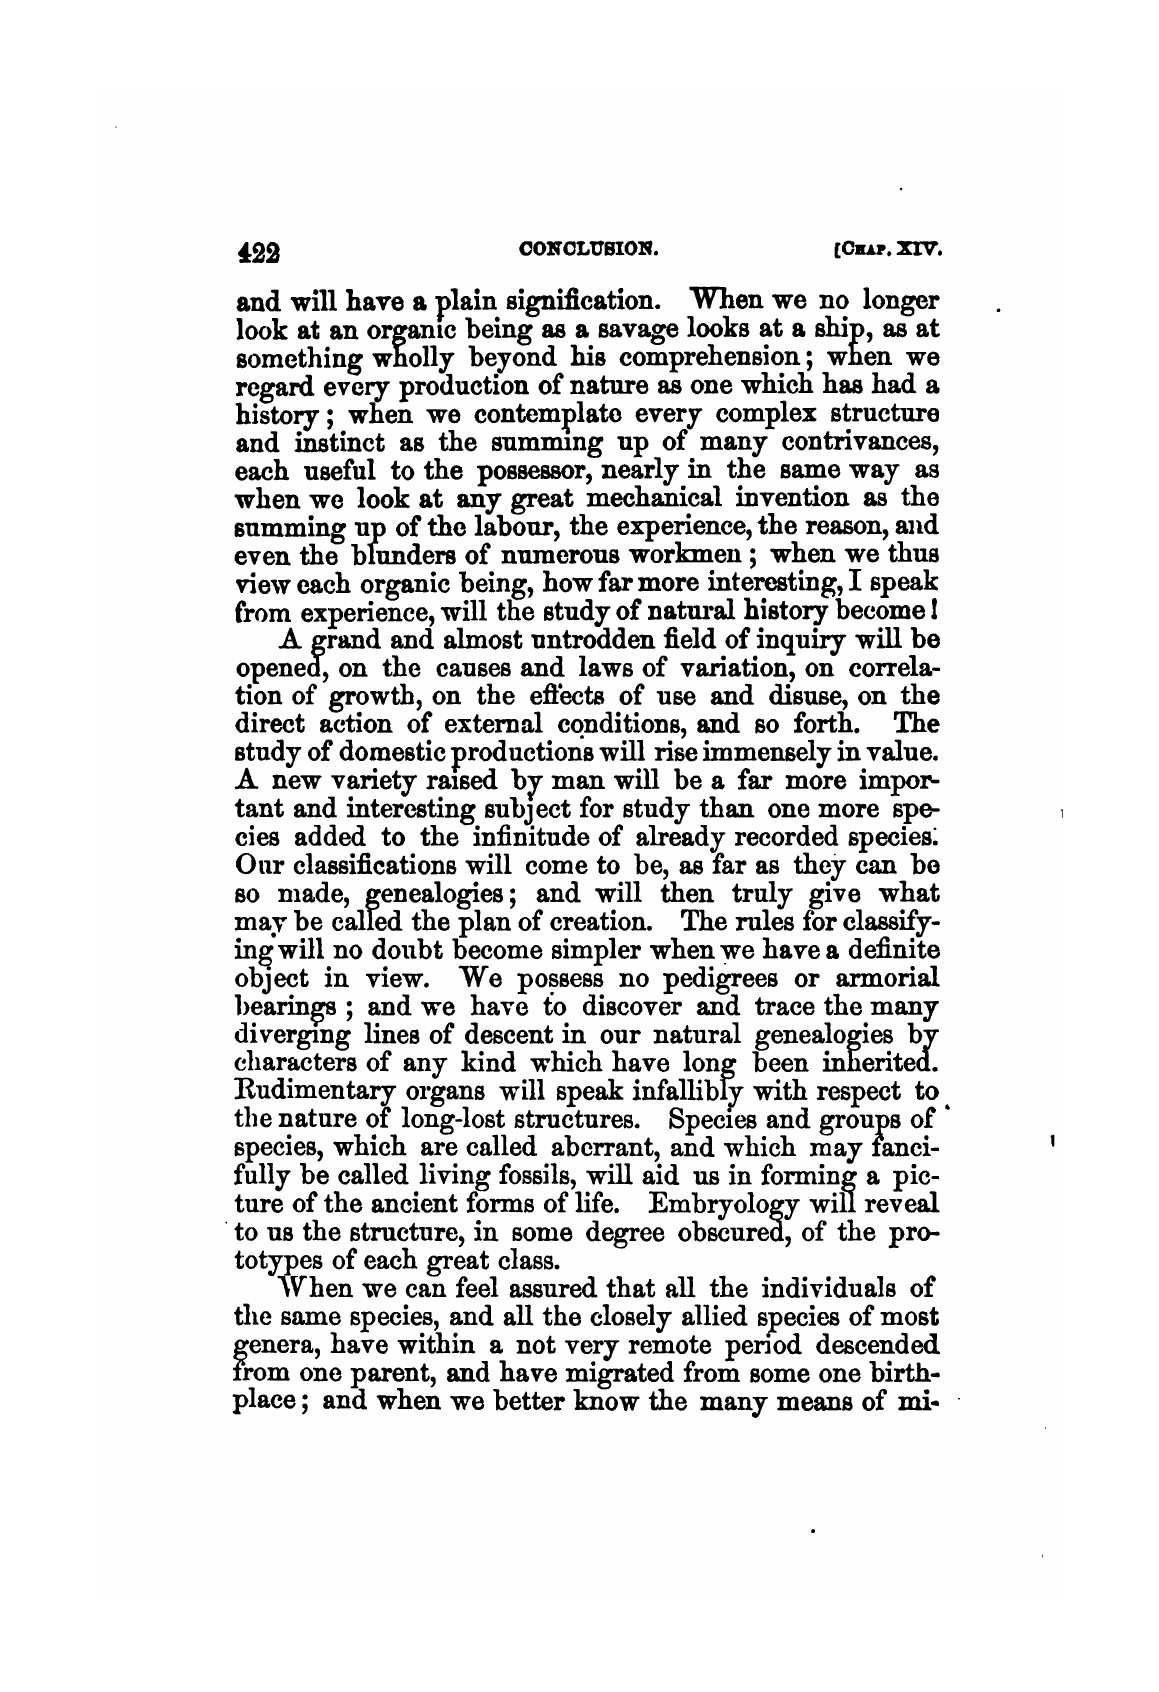 422 CONCLUSION. [CHAP. XIV.
and will have a plain signification. When we no longer
look at an organic being as a savage looks at a ship, as at
something wholly beyond his comprehension; when we
regard every production of nature as one which has had a
history; when we contemplate every complex structure
and instinct as the summing up of many contrivances,
each useful to the possessor, nearly in the same way as
when we look at any great mechanical invention as the
summing up of the labour, the experience, the reason, and
even the blunders of numerous workmen; when we thus
view each organic being, how far more interesting, I speak
from experience, will the study of natural history become!
A grand and almost untrodden field of inquiry will be
opened, on the causes and laws of variation, on correla-
tion of growth, on the effects of use and disuse, on the
direct action of external conditions, and so forth. The
study of domestic productions will rise immensely in value.
A new variety raised by man will be a far more impor-
tant and interesting subject for study than one more spe-
cies added to the infinitude of already recorded species.
Our classifications will come to be, as far as they can be
so made, genealogies; and will then truly give what
may be called the plan of creation. The rules for classify-
ing will no doubt become simpler when we have a definite
object in view. We possess no pedigrees or armorial
bearings; and we have to discover and trace the many
diverging lines of descent in our natural genealogies by
characters of any kind which have long been inherited.
Rudimentary organs will speak infallibly with respect to
the nature of long-lost structures. Species and groups of
species, which are called aberrant, and which may fanci-
fully be called living fossils, will aid us in forming a pic-
ture of the ancient forms of life. Embryology will reveal
to us the structure, in some degree obscured, of the pro-
totypes of each great class.
When we can feel assured that all the individuals of
the same species, and all the closely allied species of most
genera, have within a not very remote period descended
from one parent, and have migrated from some one birth-
place; and when we better know the many means of mi-